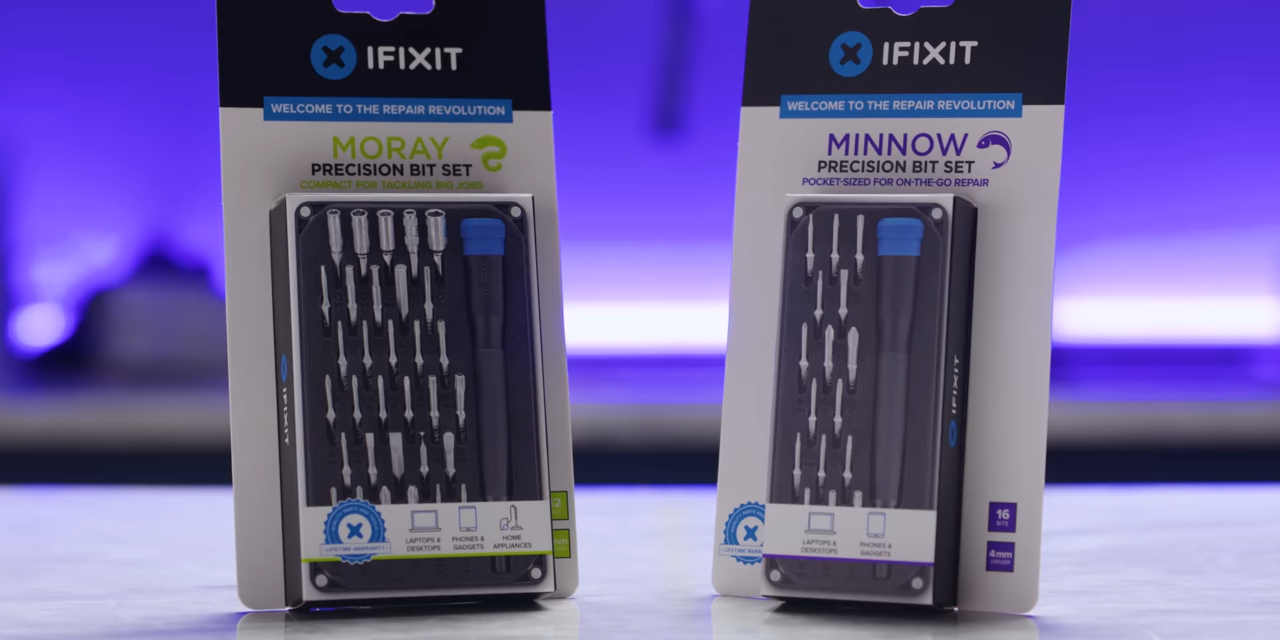 IFIXIT
WELCOME TO THE REPAIR REVOLUTION
MORAY
PRECISION BIT SET
COMPACT FOR TACKLING BIG JOBS
IFIXIT
LIFETIME WARRANTY
LAPTOPS &
DESKTOPS
PHONES &
GADGETS
HOME
APPLIANCES
IFIXIT
WELCOME TO THE REPAIR REVOLUTION
MINNOW
PRECISION BIT SET
POCKET-SIZED FOR ON-THE-GO REPAIR
IFIXIT
LIFETIME
LAPTOPS &
DESKSTOPS
PHONES &
GADGETS
16
BITS
4mm
DRIVER